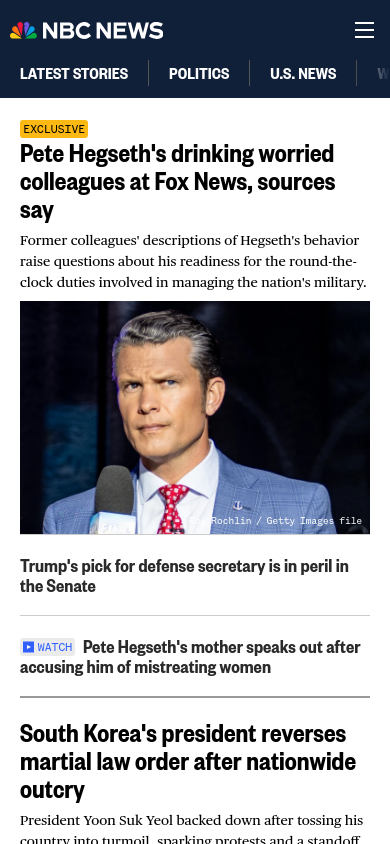 NBC NEWS
LATEST STORIES
POLITICS
U.S. NEWS
EXCLUSIVE
Pete Hegseth's drinking worried
colleagues at Fox News, sources
say
Former colleagues' descriptions of Hegseth's behavior
raise questions about his readiness for the round-the-
clock duties involved in managing the nation's military.
Rochlin / Getty Images file
Trump's pick for defense secretary is in peril in
the Senate
WATCH Pete Hegseth's mother speaks out after
accusing him of mistreating women
South Korea's president reverses
martial law order after nationwide
outcry
President Yoon Suk Yeol backed down after tossing his
country into turmoil, sparking protests and a standoff